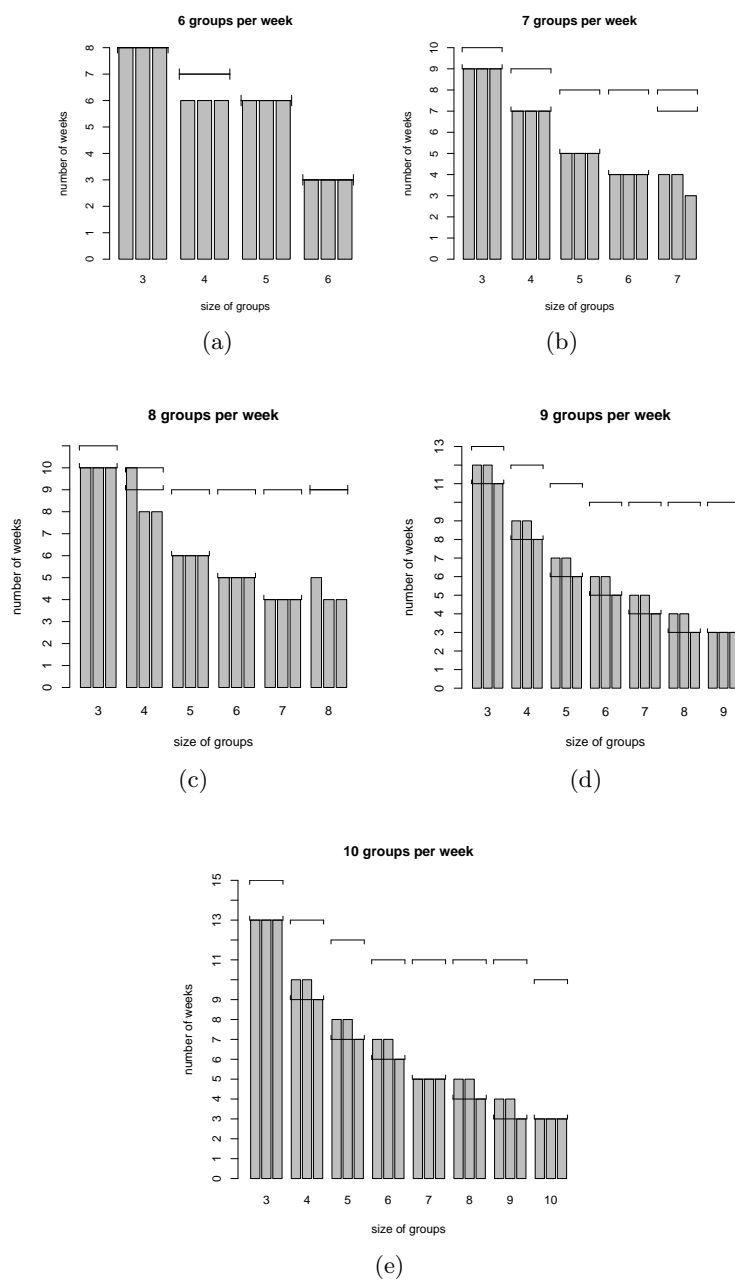 6 groups per week
number of weeks
0 1 2 3 4 5 6 7 8
3 4 5 6
size of groups
(a)
7 groups per week
number of weeks
0 1 2 3 4 5 6 7 8 9 10
3 4 5 6 7
size of groups
(b)
8 groups per week
number of weeks
0 1 2 3 4 5 6 7 8 9 10
3 4 5 6 7 8
size of groups
(c)
9 groups per week
number of weeks
0 1 2 3 4 5 6 7 8 9 11 13
3 4 5 6 7 8 9
size of groups
(d)
10 groups per week
number of weeks
0 1 2 3 4 5 6 7 8 9 11 13 15
3 4 5 6 7 8 9 10
size of groups
(e)